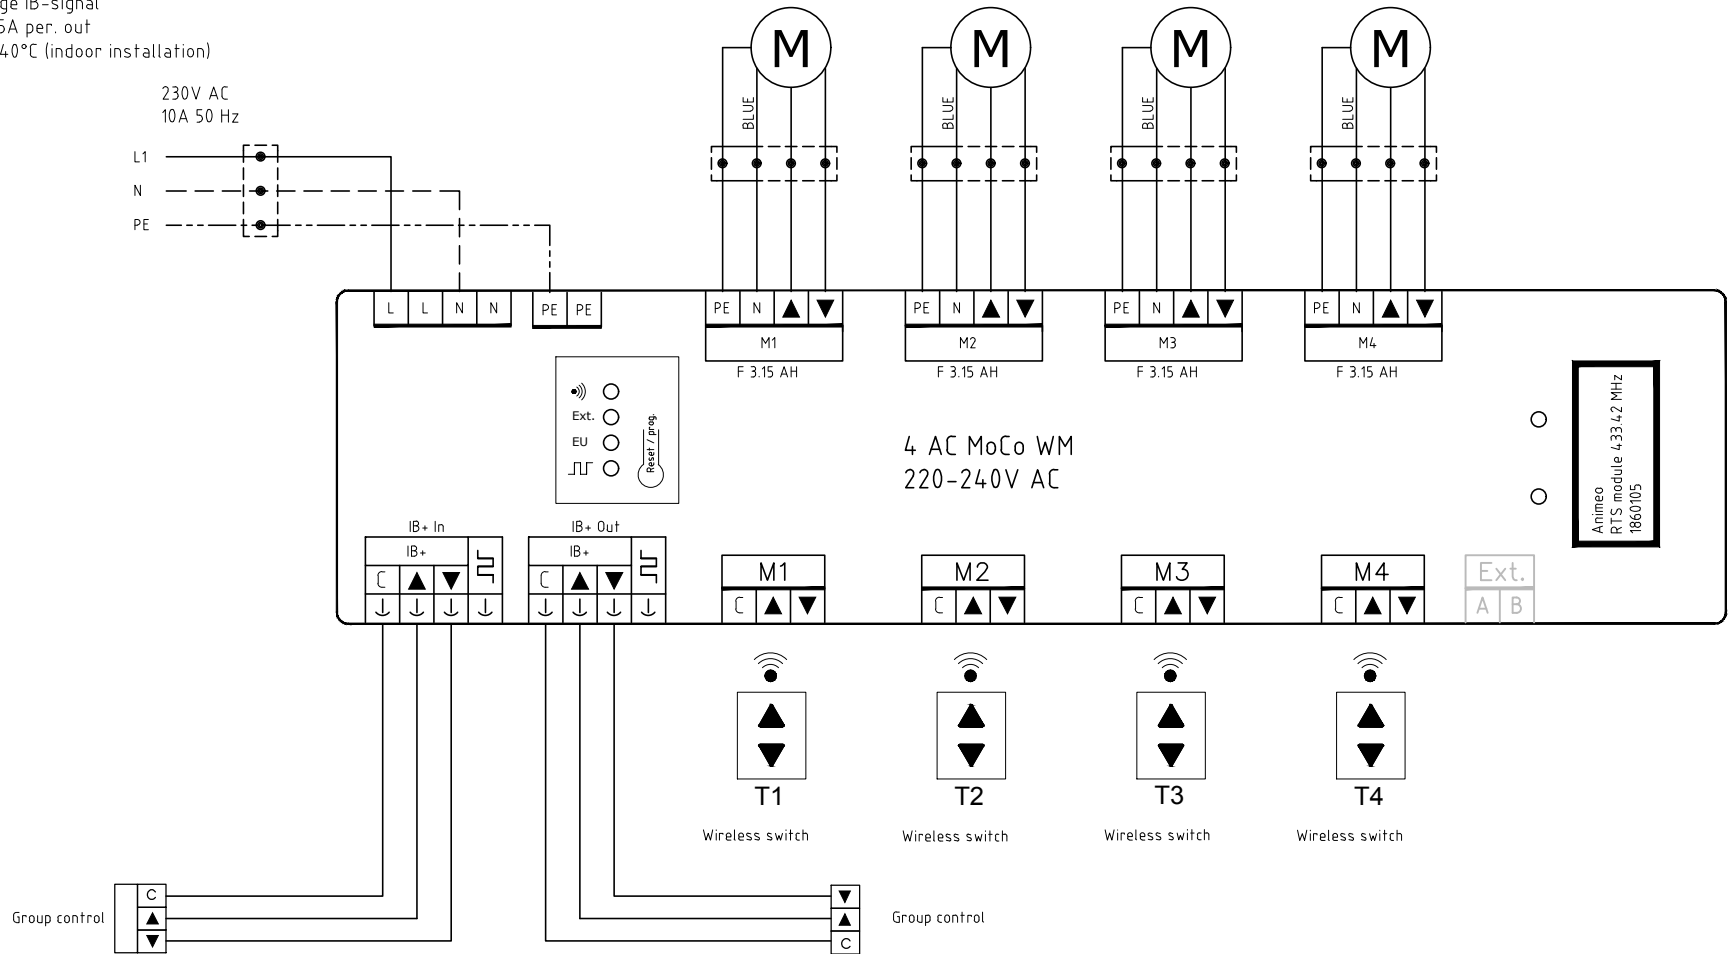 IB-signal
5A per. out
40°C (indoor installation)
230V AC
10A 50 Hz
L1
N
PE
M
M
M
M
BLUE
BLUE
BLUE
BLUE
L L N N PE PE
PE N ▲ ▼
PE N ▲ ▼
PE N ▲ ▼
PE N ▲ ▼
M1
M2
M3
M4
F 3.15 AH
F 3.15 AH
F 3.15 AH
F 3.15 AH
Ext.
EU
Reset / prog.
4 AC MoCo WM
220-240V AC
Animeo
RTS module 433.42 MHz
1860105
IB+ In
IB+
C ▲ ▼
IB+ Out
IB+
C ▲ ▼
M1
C ▲ ▼
M2
C ▲ ▼
M3
C ▲ ▼
M4
C ▲ ▼
Ext.
A B
T1
T2
T3
T4
Wireless switch
Wireless switch
Wireless switch
Wireless switch
Group control
C
▲
▼
▼
▲
C
Group control